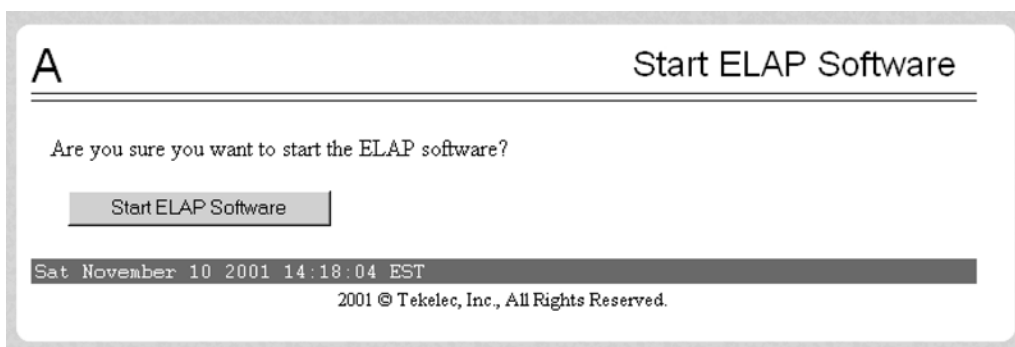 A
Start ELAP Software
Are you sure you want to start the ELAP software?
Start ELAP Software
Sat November 10 2001 14:18:04 EST
2001 © Tekelec, Inc., All Rights Reserved.